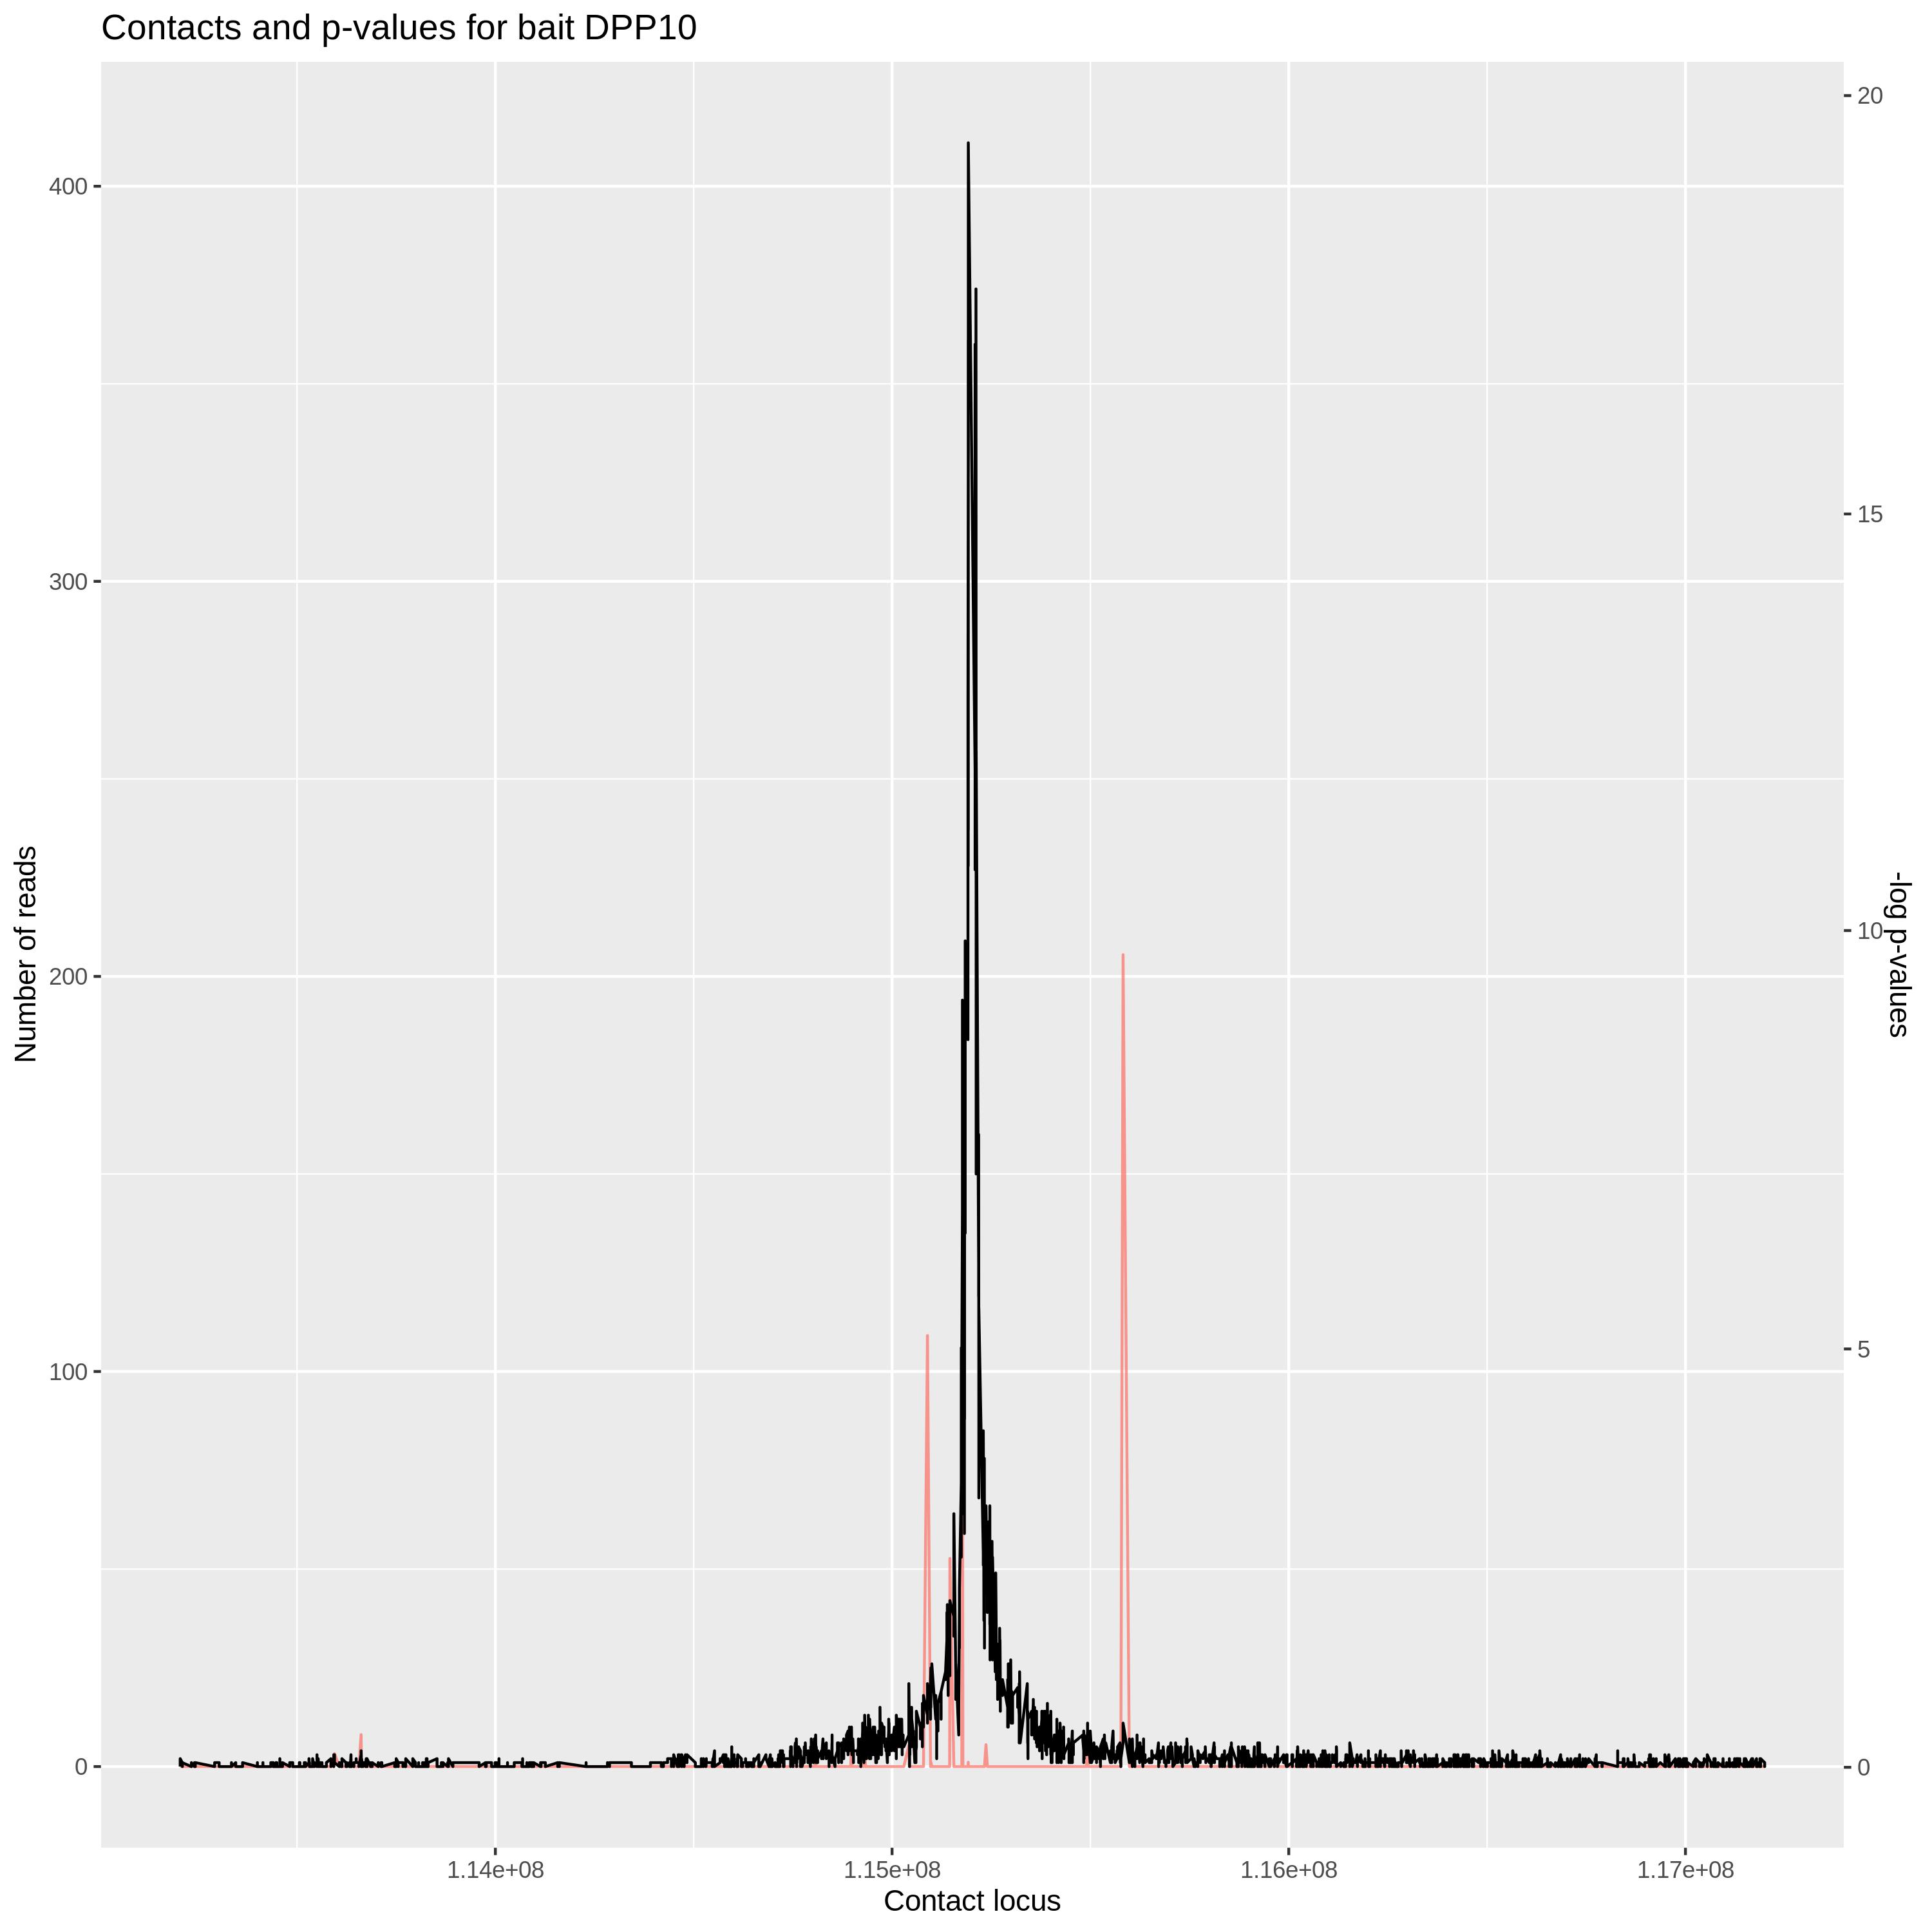 Contacts and p-values for bait DPP10
Number of reads
400
300
200
100
0
20
15
10
5
0
-log p-values
1.14e+08
1.15e+08
1.16e+08
1.17e+08
Contact locus